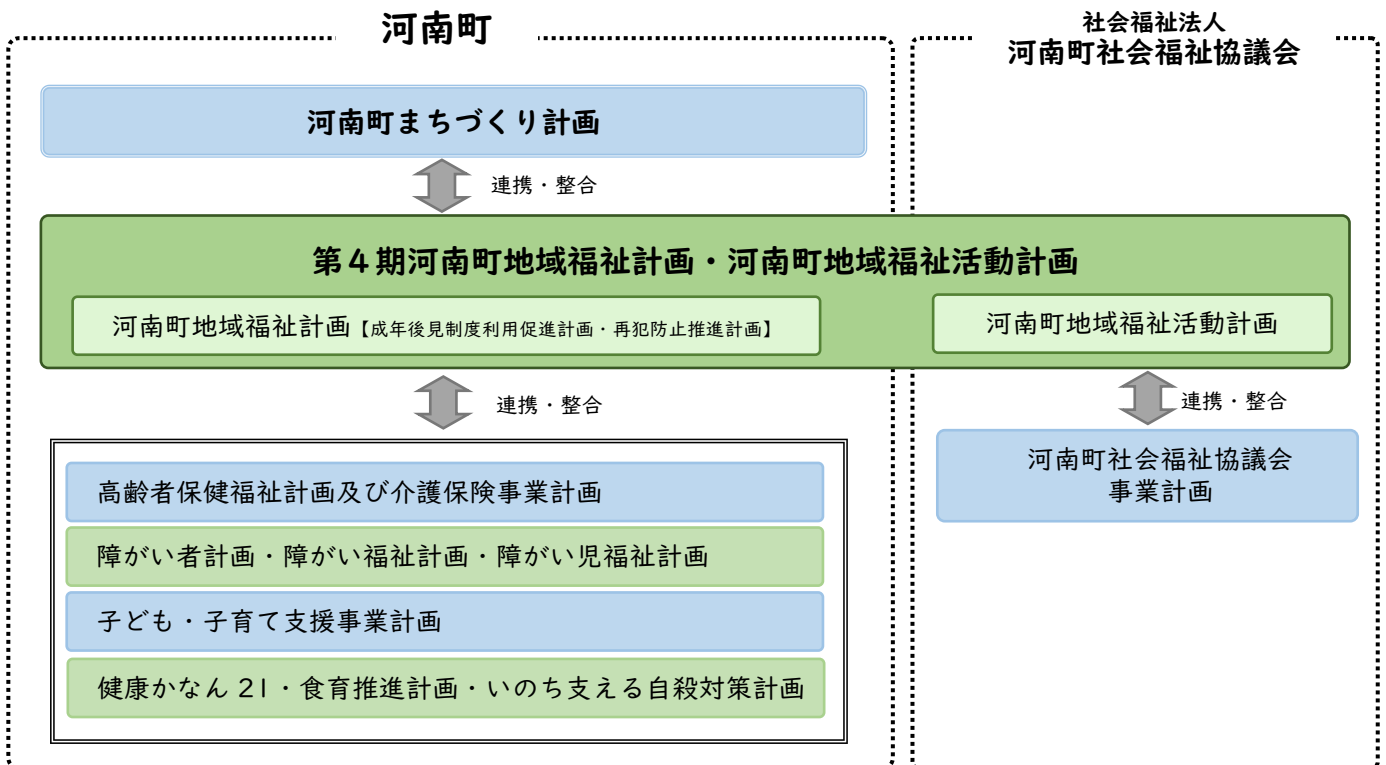 河南町
社会福祉法人
河南町社会福祉協議会
河南町まちづくり計画
連携・整合
第４期河南町地域福祉計画・河南町地域福祉活動計画
河南町地域福祉計画【成年後見制度利用促進計画・再犯防止推進計画】
河南町地域福祉活動計画
連携・整合
連携・整合
高齢者保健福祉計画及び介護保険事業計画
障がい者計画・障がい福祉計画・障がい児福祉計画
子ども・子育て支援事業計画
健康かなん 21・食育推進計画・いのち支える自殺対策計画
河南町社会福祉協議会
事業計画